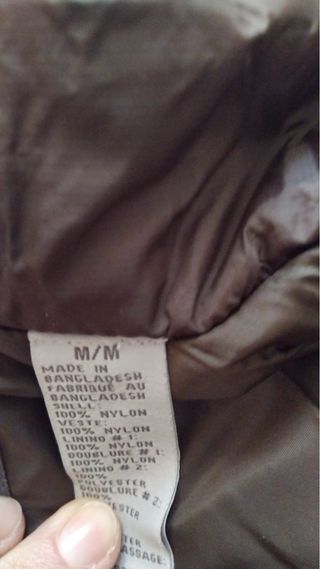 M/M
MADE IN
BANGLADESH
FABRIQUE AU
BANGLADESH
SHELL:
100% NYLON
VESTE:
100% NYLON
LINING # 1:
100% NYLON
DOUBLURE # 1:
100% NYLON
LINING # 2:
100%
POLYESTER
DOUBLURE # 2:
100%